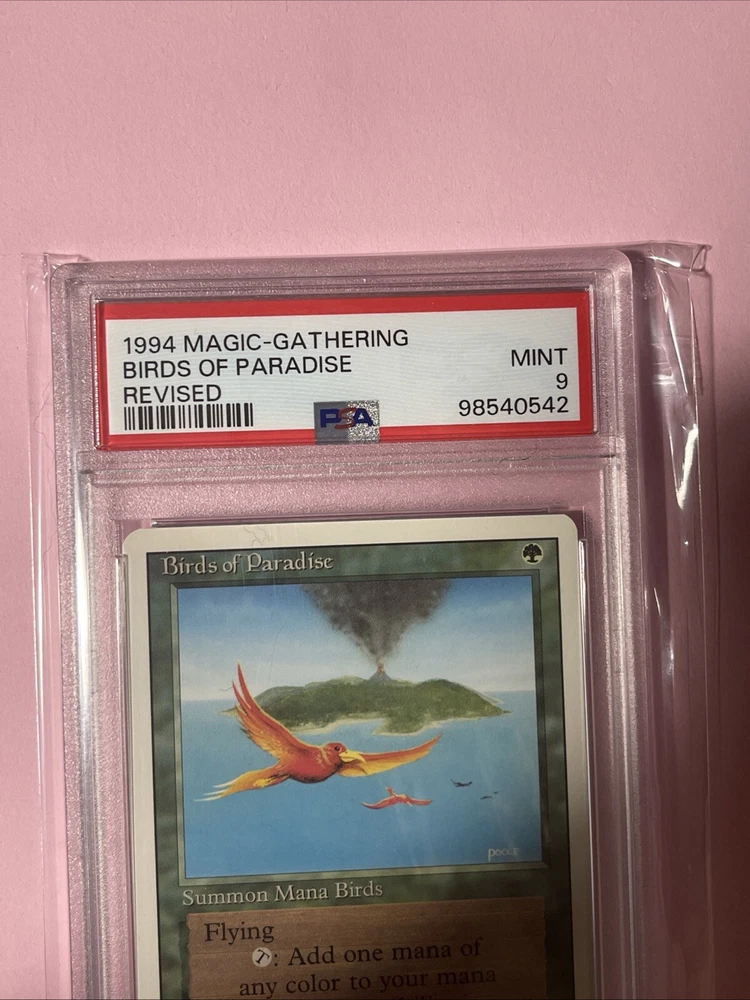 1994 MAGIC-GATHERING
BIRDS OF PARADISE
REVISED
MINT
9
98540542
PSA
Birds of Paradise
POOLE
Summon Mana Birds
Flying
T: Add one mana of
any color to your mana